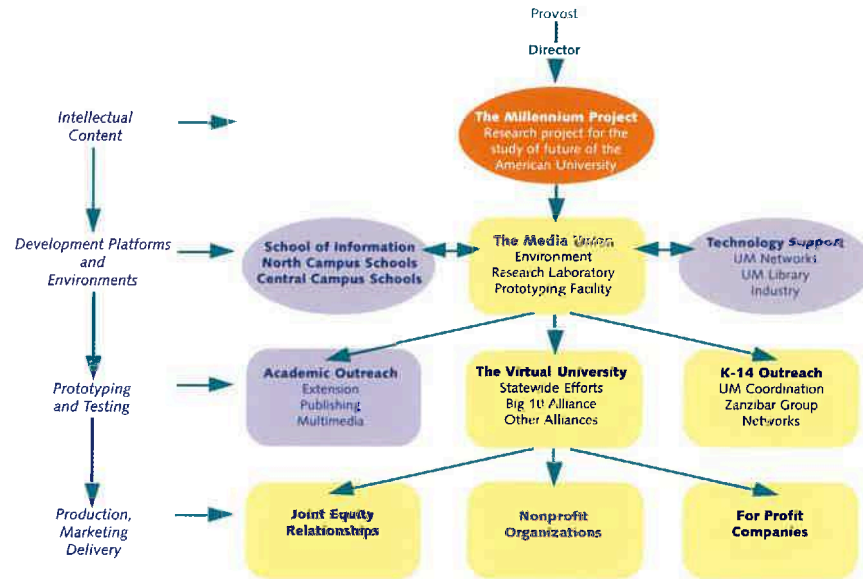 Provost
Director
Intellectual
Content
The Millennium Project
Research project for the
study of future of the
American University
Development Platforms
and
Environments
School of Information
North Campus Schools
Central Campus Schools
The Media Union
Environment
Research Laboratory
Prototyping Facility
Technology Support
UM Networks
UM Library
Industry
Prototyping
and Testing
Academic Outreach
Extension
Publishing
Multimedia
The Virtual University
Statewide Efforts
Big 10 Alliance
Other Alliances
K-14 Outreach
UM Coordination
Zanzibar Group
Networks
Production,
Marketing
Delivery
Joint Equity
Relationships
Nonprofit
Organizations
For Profit
Companies